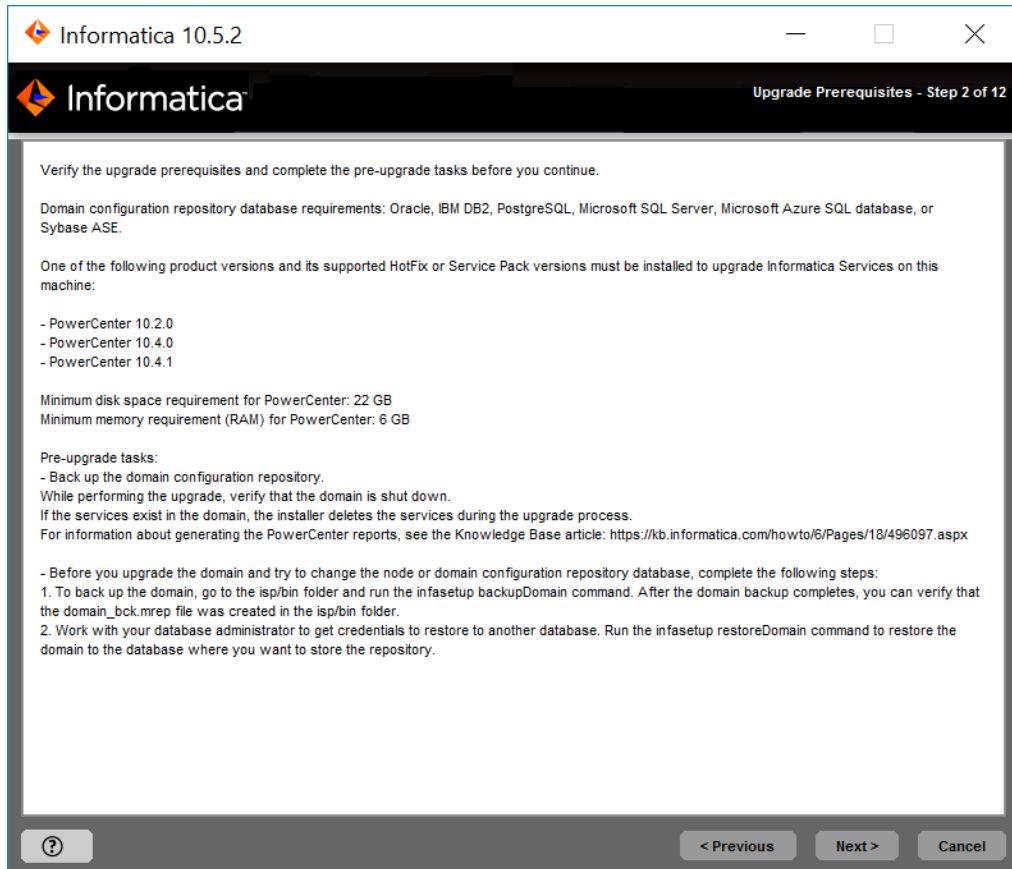 Informatica 10.5.2
Informatica
Upgrade Prerequisites - Step 2 of 12
Verify the upgrade prerequisites and complete the pre-upgrade tasks before you continue.
Domain configuration repository database requirements: Oracle, IBM DB2, PostgreSQL, Microsoft SQL Server, Microsoft Azure SQL database, or
Sybase ASE.
One of the following product versions and its supported HotFix or Service Pack versions must be installed to upgrade Informatica Services on this
machine:
- PowerCenter 10.2.0
- PowerCenter 10.4.0
- PowerCenter 10.4.1
Minimum disk space requirement for PowerCenter: 22 GB
Minimum memory requirement (RAM) for PowerCenter: 6 GB
Pre-upgrade tasks:
- Back up the domain configuration repository.
While performing the upgrade, verify that the domain is shut down.
If the services exist in the domain, the installer deletes the services during the upgrade process.
For information about generating the PowerCenter reports, see the Knowledge Base article: https://kb.informatica.com/howto/6/Pages/18/496097.aspx
- Before you upgrade the domain and try to change the node or domain configuration repository database, complete the following steps:
1. To back up the domain, go to the isp/bin folder and run the infasetup backupDomain command. After the domain backup completes, you can verify that
the domain_bck.mrep file was created in the isp/bin folder.
2. Work with your database administrator to get credentials to restore to another database. Run the infasetup restoreDomain command to restore the
domain to the database where you want to store the repository.
?
< Previous
Next >
Cancel